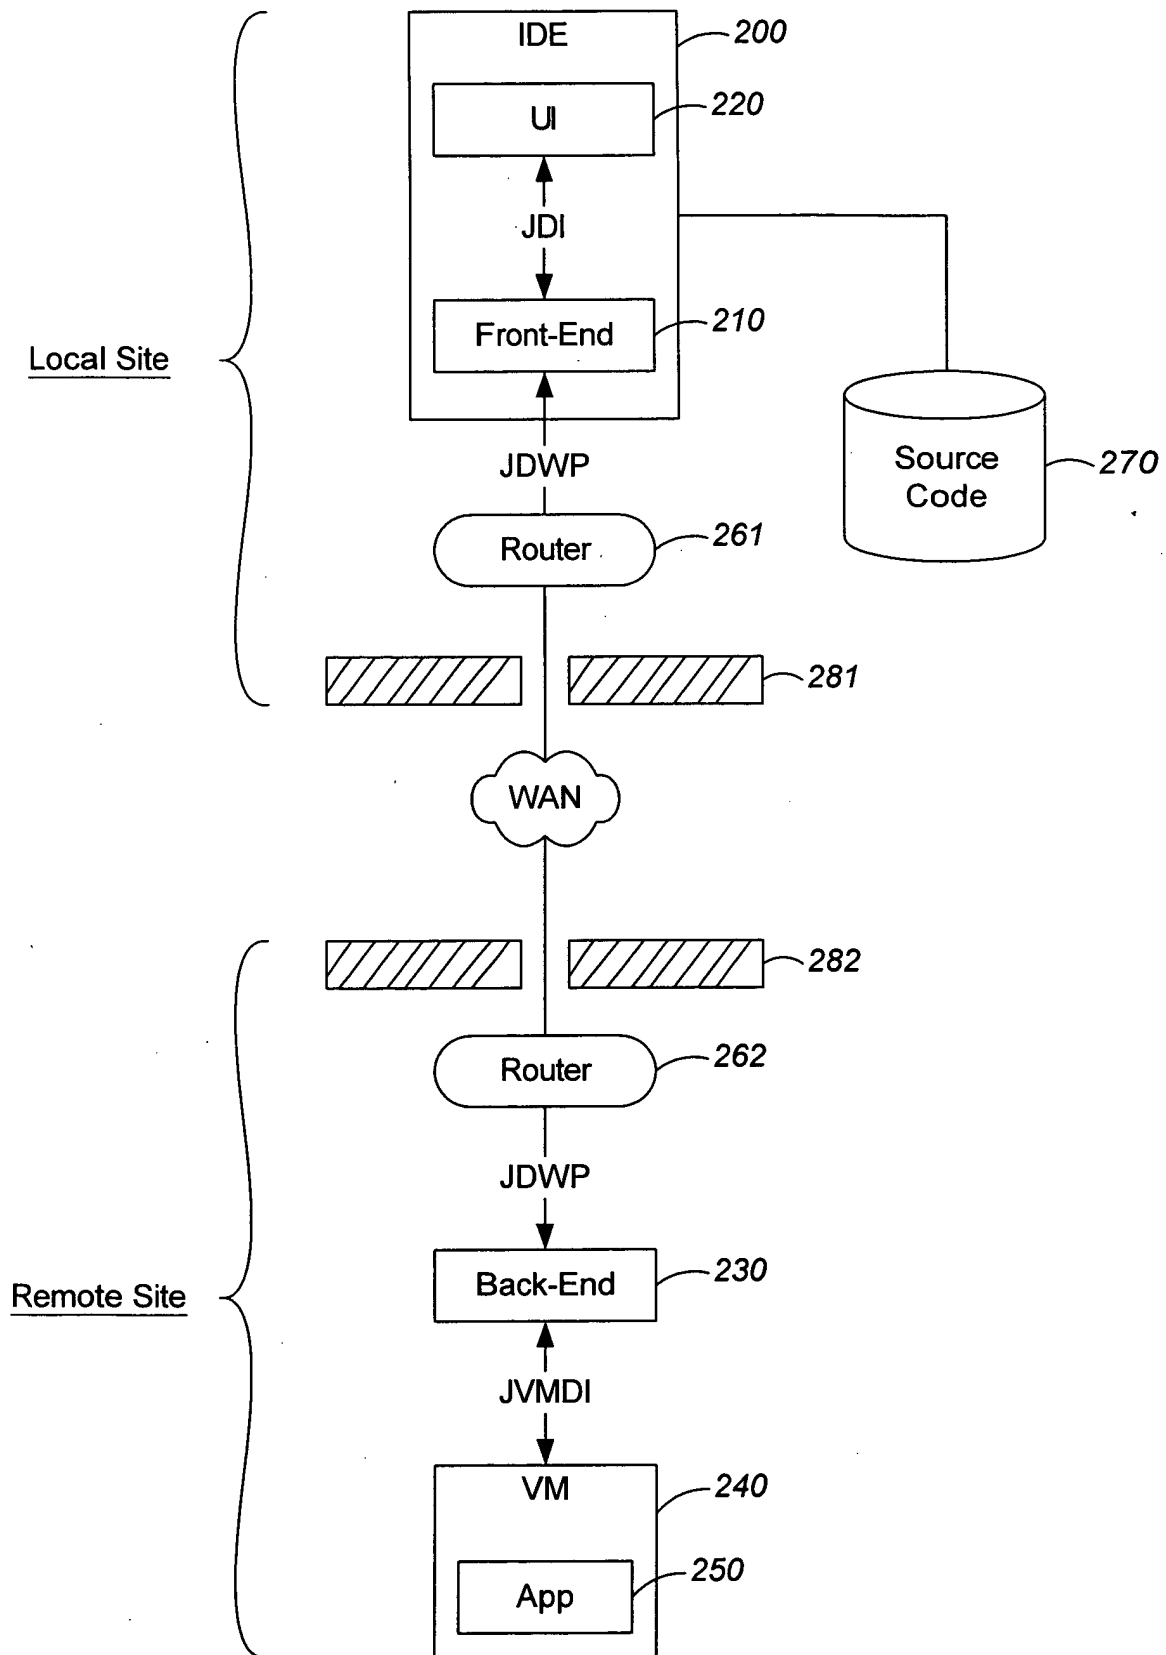 IDE
200
UI
220
JDI
Front-End
210
Local Site
JDWP
Source
Code
270
Router
261
281
WAN
282
Router
262
JDWP
Back-End
230
Remote Site
JVMDI
VM
240
App
250